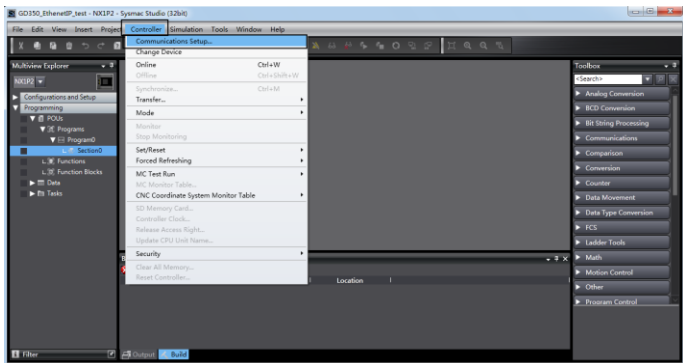 GD350_EthenetIP_test - NX1P2 - Sysmac Studio (32bit)
File Edit View Insert Project Controller Simulation Tools Window Help
Communications Setup...
Change Device
Online Ctrl+W
Offline Ctrl+Shift+W
Synchronize... Ctrl+M
Transfer...
Mode
Monitor
Stop Monitoring
Set/Reset
Forced Refreshing
MC Test Run
MC Monitor Table...
CNC Coordinate System Monitor Table
SD Memory Card...
Controller Clock...
Release Access Right...
Update CPU Unit Name...
Security
Clear All Memory...
Reset Controller...
Multiview Explorer
NX1P2
Configurations and Setup
Programming
POUs
Programs
Program0
Section0
Functions
Function Blocks
Data
Tasks
Filter
Location
Output Build
Toolbox
<Search>
Analog Conversion
BCD Conversion
Bit String Processing
Communications
Comparison
Conversion
Counter
Data Movement
Data Type Conversion
FCS
Ladder Tools
Math
Motion Control
Other
Program Control